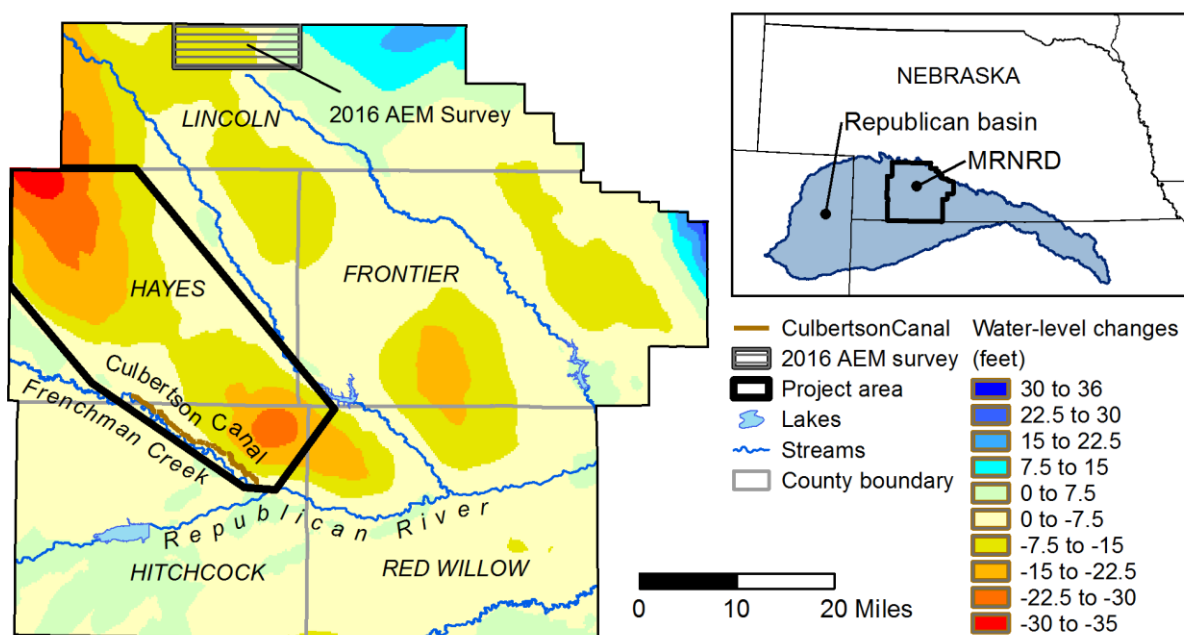 2016 AEM Survey
LINCOLN
HAYES
FRONTIER
Culbertson Canal
Frenchman Creek
Republican River
HITCHCOCK
RED WILLOW
NEBRASKA
Republican basin
MRNRD
CulbertsonCanal
2016 AEM survey
Project area
Lakes
Streams
County boundary
Water-level changes
(feet)
30 to 36
22.5 to 30
15 to 22.5
7.5 to 15
0 to 7.5
0 to -7.5
-7.5 to -15
-15 to -22.5
-22.5 to -30
-30 to -35
0 10 20 Miles